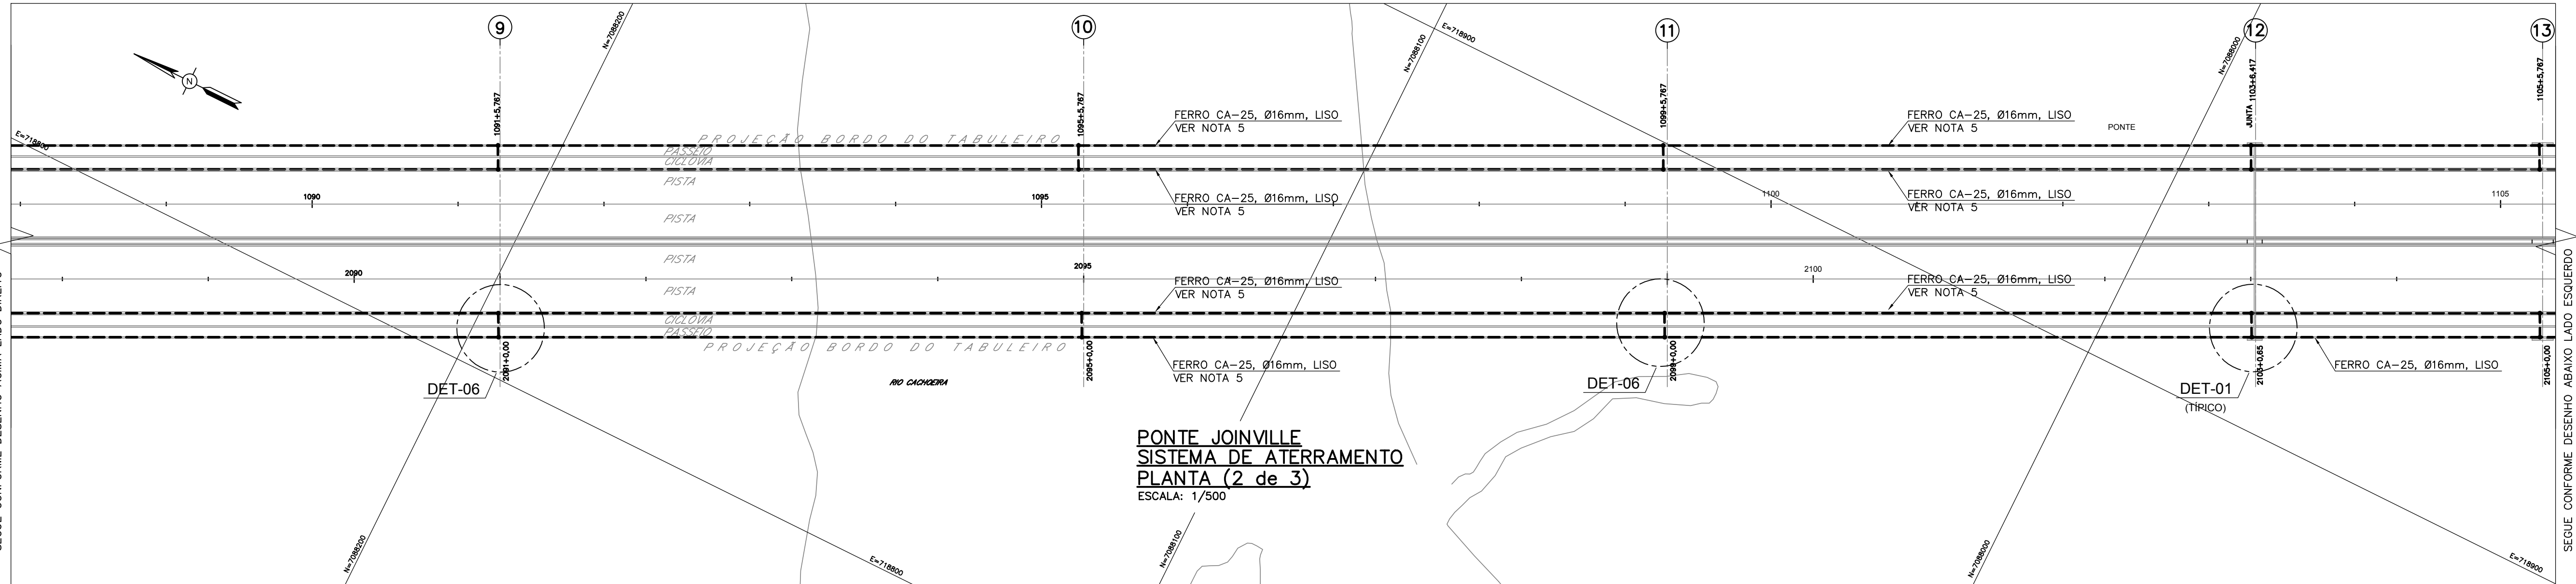 9
10
11
12
13
N=7088200
N=7088100
E=718900
N=7088000
N
1091+5,767
1095+5,767
1099+5,767
JUNTA 1103+6,417
1105+5,767
E=718800
FERRO CA-25, Ø16mm, LISO
VER NOTA 5
FERRO CA-25, Ø16mm, LISO
VER NOTA 5
PONTE
PROJEÇÃO BORDO DO TABULEIRO
PASSEIO
CICLOVIA
PISTA
FERRO CA-25, Ø16mm, LISO
VER NOTA 5
FERRO CA-25, Ø16mm, LISO
VER NOTA 5
1090
1095
1100
1105
PISTA
PISTA
2090
2095
2100
FERRO CA-25, Ø16mm, LISO
VER NOTA 5
FERRO CA-25, Ø16mm, LISO
VER NOTA 5
PISTA
CICLOVIA
PASSEIO
PROJEÇÃO BORDO DO TABULEIRO
2091+0,00
2095+0,00
2099+0,00
2103+0,65
2105+0,00
FERRO CA-25, Ø16mm, LISO
VER NOTA 5
FERRO CA-25, Ø16mm, LISO
RIO CACHOEIRA
DET-06
DET-06
DET-01
(TÍPICO)
PONTE JOINVILLE
SISTEMA DE ATERRAMENTO
PLANTA (2 de 3)
ESCALA: 1/500
N=7088200
E=718800
N=7088100
N=7088000
E=718900
SEGUE CONFORME DESENHO ABAIXO LADO ESQUERDO